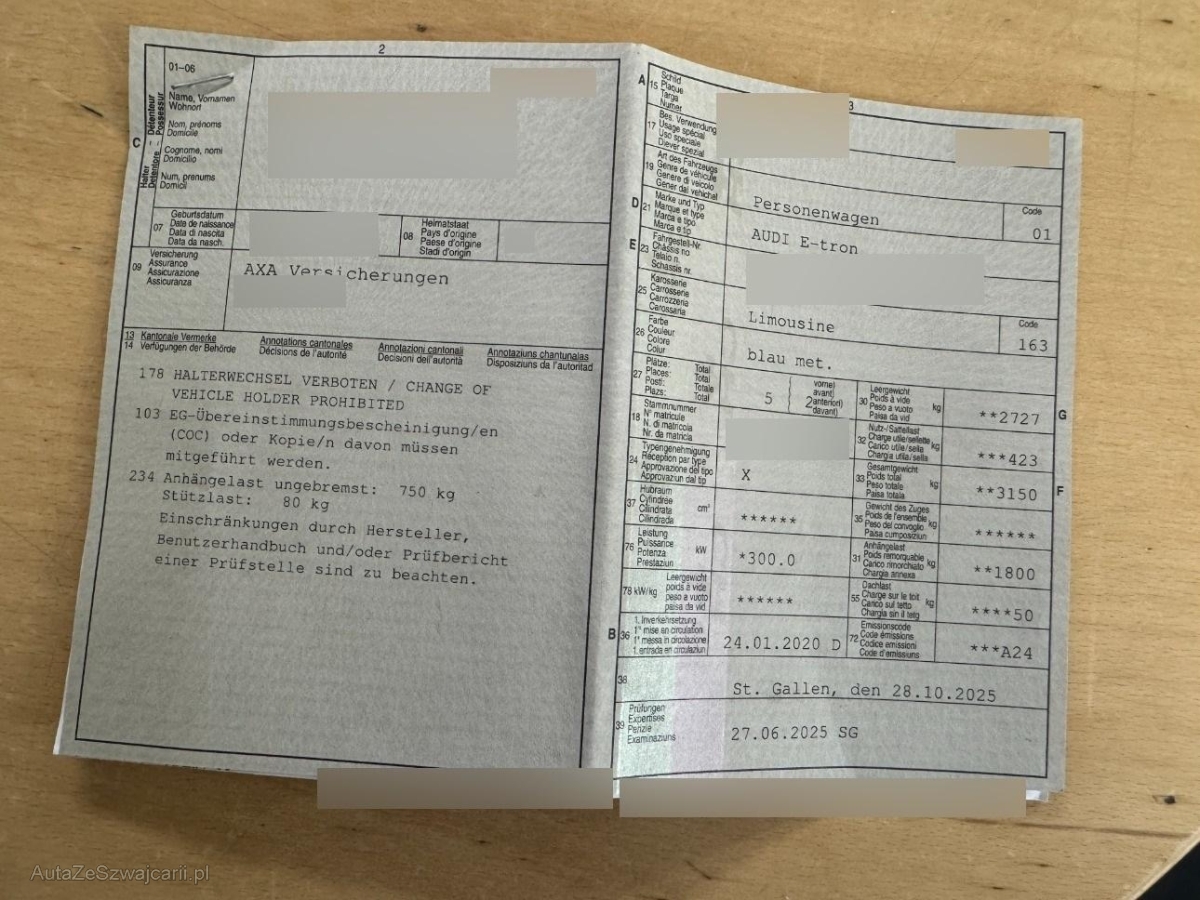 2
01-06
Name, Vornamen
Wohnort
Nom, prénoms
Domicile
Cognome, nomi
Domicilio
Num, prenums
Domicil
C
Halter – Détenteur
Detentore – Possessur
07
Geburtsdatum
Date de naissance
Data di nascita
Data da nasch.
08
Heimatstaat
Pays d'origine
Paese d'origine
Stadi d'origin
09
Versicherung
Assurance
Assicurazione
Assicuranza
AXA Versicherungen
13 Kantonale Vermerke Annotations cantonales Annotazioni cantonali Annotaziuns chantunalas
14 Verfügungen der Behörde Décisions de l'autorité Decisioni dell'autorità Disposiziuns da l'autoritad
178 HALTERWECHSEL VERBOTEN / CHANGE OF
VEHICLE HOLDER PROHIBITED
103 EG-Übereinstimmungsbescheinigung/en
(COC) oder Kopie/n davon müssen
mitgeführt werden.
234 Anhängelast ungebremst: 750 kg
Stützlast: 80 kg
Einschränkungen durch Hersteller,
Benutzerhandbuch und/oder Prüfbericht
einer Prüfstelle sind zu beachten.
3
A
15
Schild
Plaque
Targa
Numer
17
Bes. Verwendung
Usage spécial
Uso speciale
Diever spezial
19
Art des Fahrzeugs
Genre de véhicule
Genere di veicolo
Gener dal vehichel
Personenwagen
Code
01
D
21
Marke und Typ
Marque et type
Marca e tipo
Marca e tip
AUDI E-tron
E
23
Fahrgestell-Nr.
Châssis no
Telaio n.
Schassis nr.
25
Karosserie
Carrosserie
Carrozzeria
Carossaria
Limousine
Code
163
26
Farbe
Couleur
Colore
Colur
blau met.
27
Plätze: Total
Places: Total
Posti: Totale
Plazs: Total
5
2
vorne)
avant)
anteriori)
davant)
30
Leergewicht
Poids à vide
Peso a vuoto
Paisa da vid
kg
**2727
G
18
Stammnummer
N° matricule
N. di matricola
Nr. da matricla
32
Nutz-/Sattellast
Charge utile/sellette
Carico utile/sella
Chargia utila/sella
kg
***423
24
Typengenehmigung
Réception par type
Approvazione del tipo
Approvaziun dal tip
X
33
Gesamtgewicht
Poids total
Peso totale
Paisa totala
kg
**3150
F
37
Hubraum
Cylindrée
Cilindrata
Cilindrada
cm³
******
35
Gewicht des Zuges
Poids de l'ensemble
Peso del convoglio
Paisa cumposiziun
kg
******
76
Leistung
Puissance
Potenza
Prestaziun
kW
*300.0
31
Anhängelast
Poids remorquable
Carico rimorchiato
Chargia annexa
kg
**1800
78 kW/kg
Leergewicht
poids à vide
peso a vuoto
paisa da vid
******
55
Dachlast
Charge sur le toit
Carico sul tetto
Chargia sin il tetg
kg
****50
B
36
1. Inverkehrsetzung
1re mise en circulation
1a messa in circolazione
1. entrada en circulaziun
24.01.2020 D
72
Emissionscode
Code émissions
Codice emissioni
Code d'emissiuns
***A24
38
St. Gallen, den 28.10.2025
39
Prüfungen
Expertises
Perizie
Examinaziuns
27.06.2025 SG
AutaZeSzwajcarii.pl